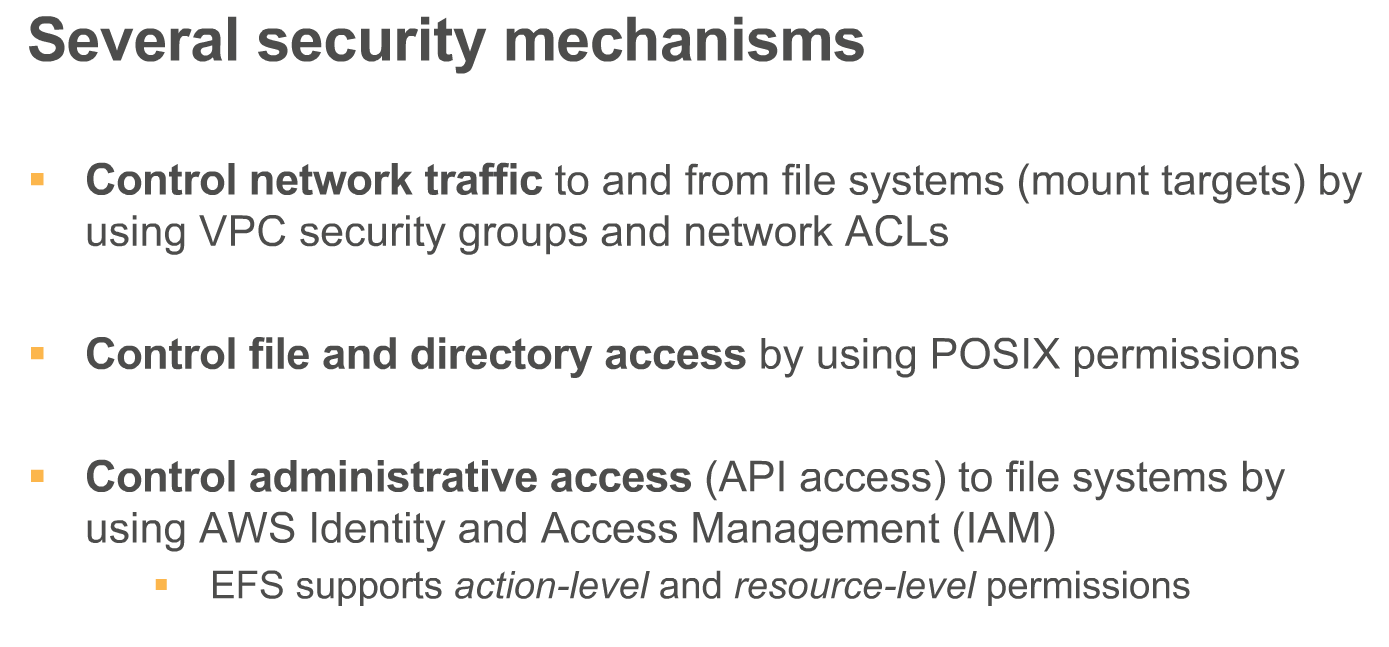 Several security mechanisms
Control network traffic to and from file systems (mount targets) by
using VPC security groups and network ACLs
Control file and directory access by using POSIX permissions
Control administrative access (API access) to file systems by
using AWS Identity and Access Management (IAM)
EFS supports action-level and resource-level permissions